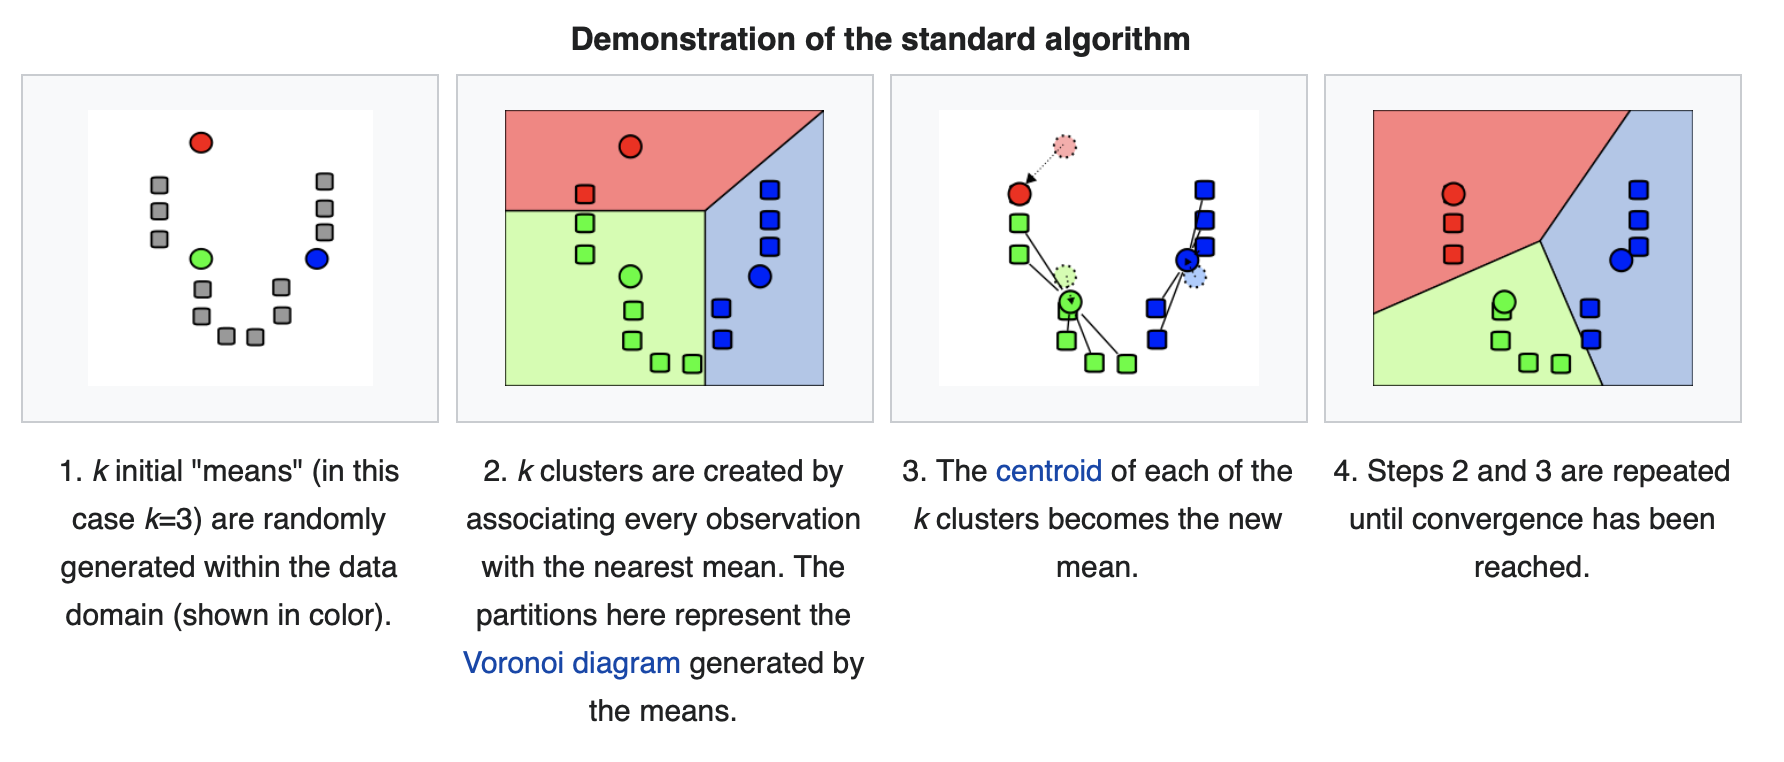 Demonstration of the standard algorithm
1. k initial "means" (in this
case k=3) are randomly
generated within the data
domain (shown in color).
2. k clusters are created by
associating every observation
with the nearest mean. The
partitions here represent the
Voronoi diagram generated by
the means.
3. The centroid of each of the
k clusters becomes the new
mean.
4. Steps 2 and 3 are repeated
until convergence has been
reached.